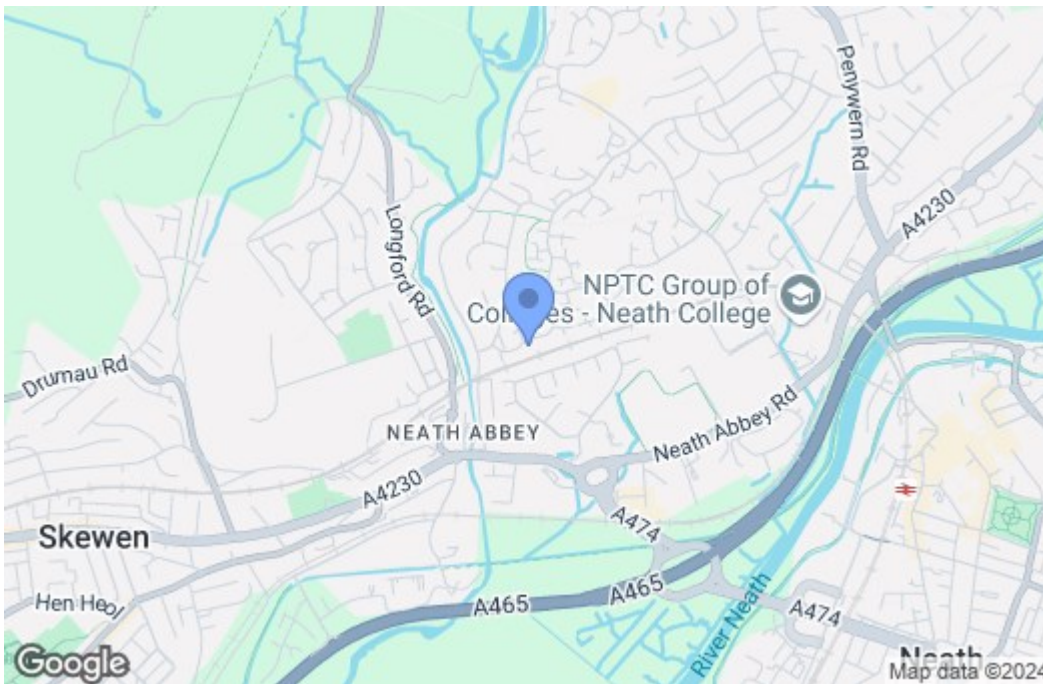 Penywern Rd
A4230
Longford Rd
NPTC Group of
Colleges - Neath College
Drumau Rd
NEATH ABBEY
Neath Abbey Rd
A4230
Skewen
A474
Hen Heol
A465
A465
A474
River Neath
Neath
Google
Map data ©2024